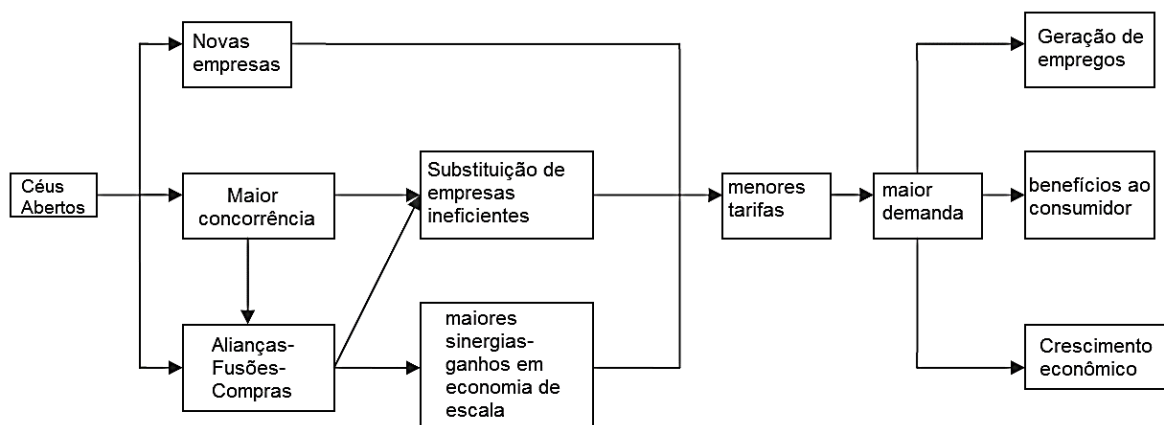 Novas
empresas
Geração de
empregos
Céus
Abertos
Maior
concorrência
Substituição de
empresas
ineficientes
menores
tarifas
maior
demanda
benefícios ao
consumidor
Alianças-
Fusões-
Compras
maiores
sinergias-
ganhos em
economia de
escala
Crescimento
econômico